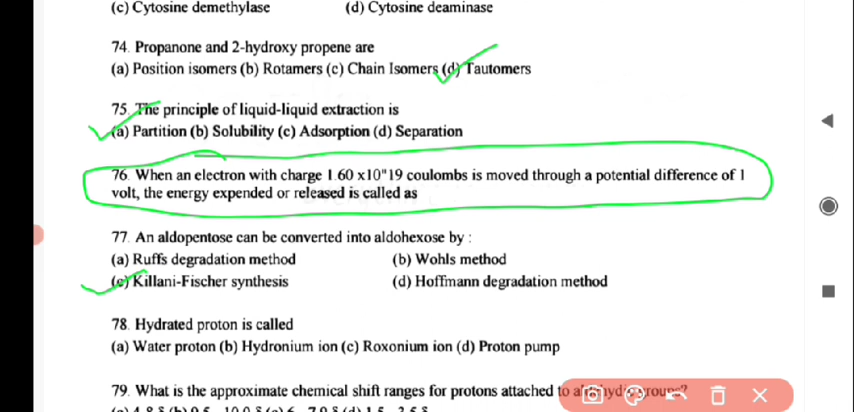 (c) Cytosine demethylase (d) Cytosine deaminase
74. Propanone and 2-hydroxy propene are
(a) Position isomers (b) Rotamers (c) Chain Isomers (d) Tautomers
75. The principle of liquid-liquid extraction is
(a) Partition (b) Solubility (c) Adsorption (d) Separation
76. When an electron with charge 1.60 x10"19 coulombs is moved through a potential difference of 1
volt, the energy expended or released is called as
77. An aldopentose can be converted into aldohexose by :
(a) Ruffs degradation method (b) Wohls method
(c) Killani-Fischer synthesis (d) Hoffmann degradation method
78. Hydrated proton is called
(a) Water proton (b) Hydronium ion (c) Roxonium ion (d) Proton pump
79. What is the approximate chemical shift ranges for protons attached to